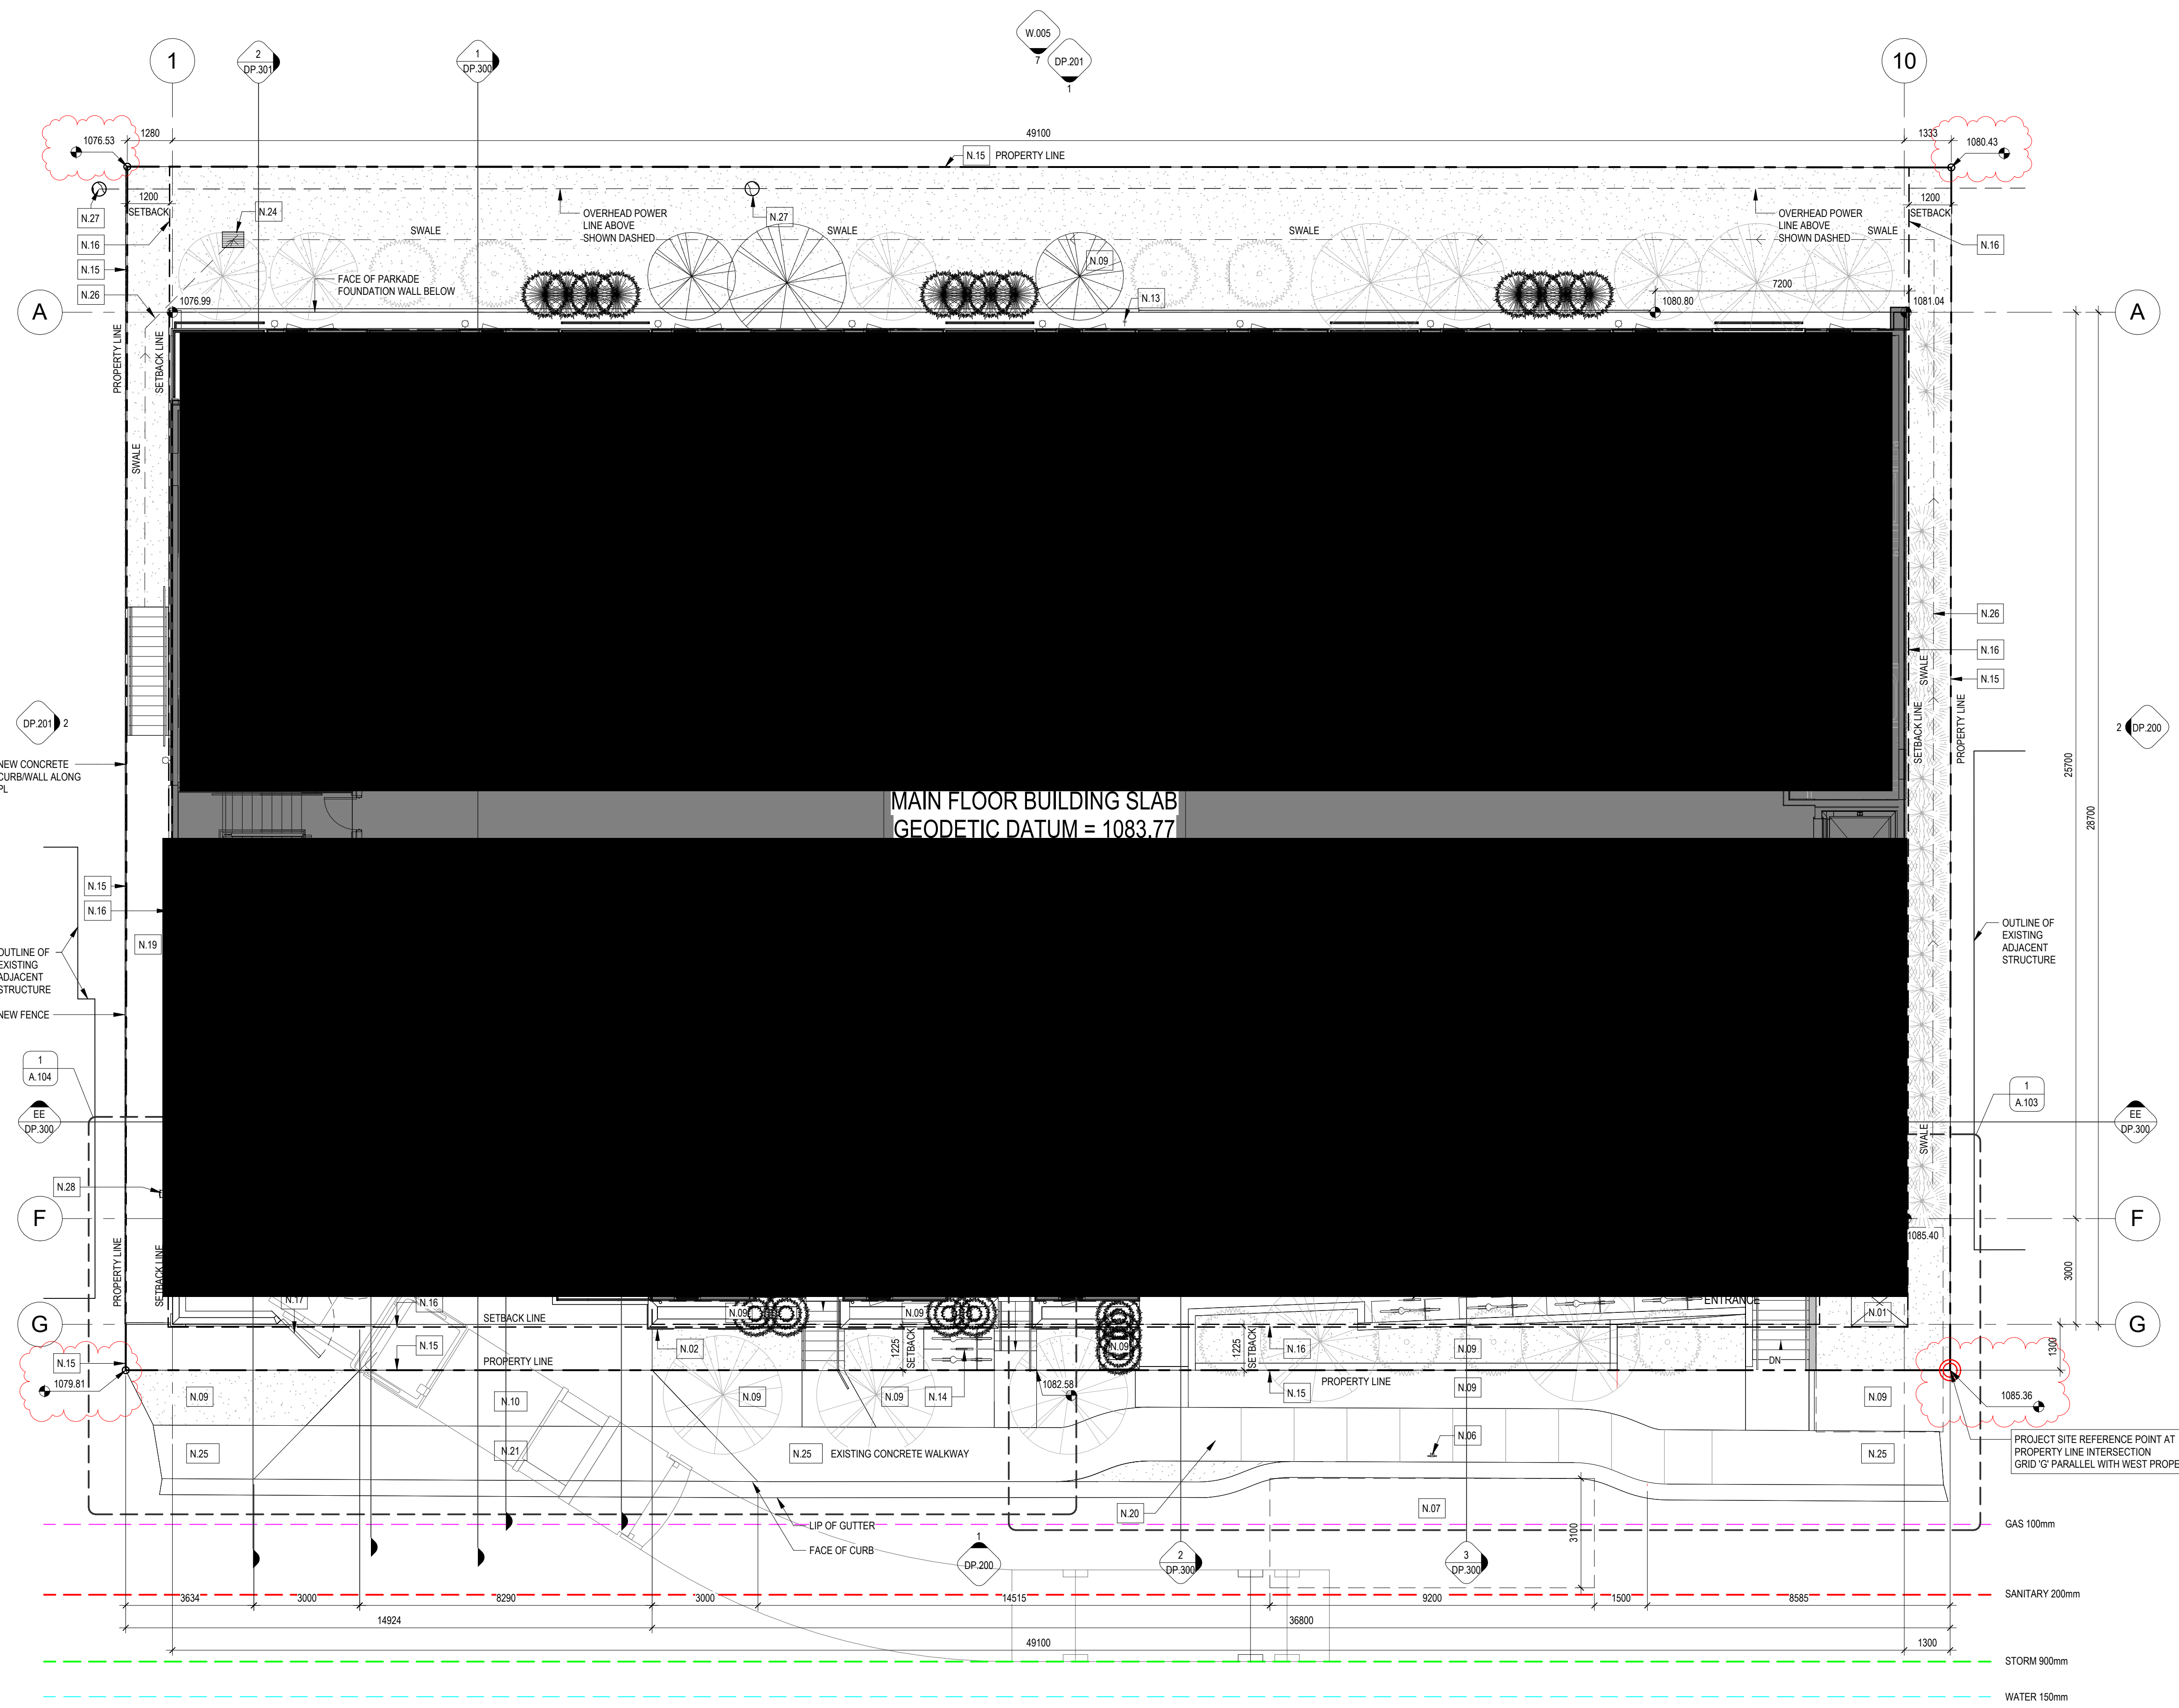 W.005
7
DP.201
1
1
2
DP.301
1
DP.300
10
1076.53
1280
49100
1333
1080.43
N.15 PROPERTY LINE
1200
SETBACK
N.27
N.24
OVERHEAD POWER
LINE ABOVE
SHOWN DASHED
N.27
OVERHEAD POWER
LINE ABOVE
SHOWN DASHED
1200
SETBACK
N.16
SWALE
SWALE
SWALE
SWALE
N.16
N.15
N.09
N.26
FACE OF PARKADE
FOUNDATION WALL BELOW
7200
A
1076.99
N.13
1080.80
1081.04
A
PROPERTY LINE
SETBACK LINE
SWALE
N.26
N.16
N.15
SWALE
SETBACK LINE
PROPERTY LINE
DP.201
2
2
DP.200
NEW CONCRETE
CURB/WALL ALONG
PL
25700
28700
MAIN FLOOR BUILDING SLAB
GEODETIC DATUM = 1083.77
N.15
N.16
N.19
OUTLINE OF
EXISTING
ADJACENT
STRUCTURE
OUTLINE OF
EXISTING
ADJACENT
STRUCTURE
NEW FENCE
1
A.104
1
A.103
EE
DP.300
EE
DP.300
SWALE
N.28
F
F
1085.40
PROPERTY LINE
SETBACK LINE
3000
N.17
N.16
N.09
N.09
ENTRANCE
N.01
G
SETBACK LINE
G
N.15
N.02
1225
SETBACK
N.09
1225
SETBACK
N.16
N.09
1300
N.15
PROPERTY LINE
DN
1079.81
1082.58
PROPERTY LINE
N.09
N.10
N.09
N.09
N.14
N.15
N.09
N.09
1085.36
N.25
N.21
N.25 EXISTING CONCRETE WALKWAY
N.06
N.25
PROJECT SITE REFERENCE POINT AT
PROPERTY LINE INTERSECTION
GRID 'G' PARALLEL WITH WEST PROPE
N.20
N.07
LIP OF GUTTER
GAS 100mm
FACE OF CURB
3100
1
DP.200
2
DP.300
3
DP.300
SANITARY 200mm
3634
3000
8290
3000
14515
9200
1500
8585
14924
36800
49100
1300
STORM 900mm
WATER 150mm